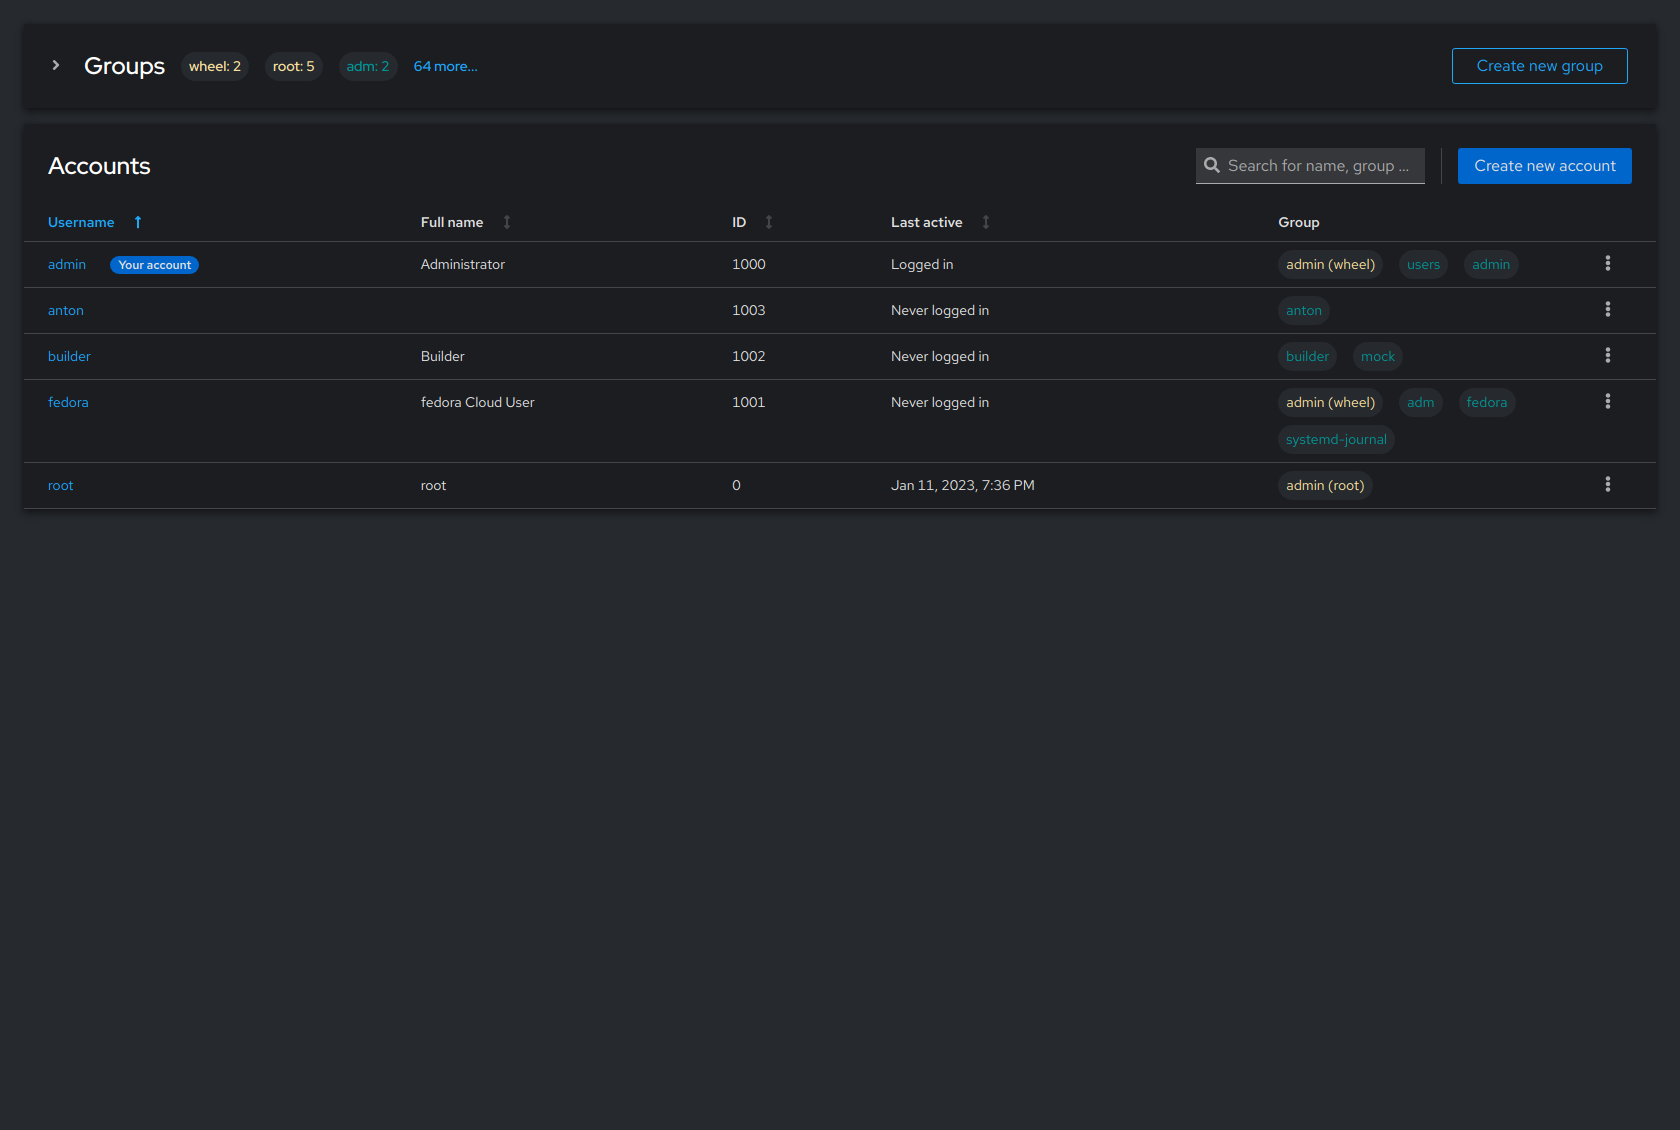 Groups wheel: 2 root: 5 adm: 2 64 more... Create new group
Accounts Search for name, group ... Create new account
Username Full name ID Last active Group
admin Your account Administrator 1000 Logged in admin (wheel) users admin
anton 1003 Never logged in anton
builder Builder 1002 Never logged in builder mock
fedora fedora Cloud User 1001 Never logged in admin (wheel) adm fedora
systemd-journal
root root 0 Jan 11, 2023, 7:36 PM admin (root)